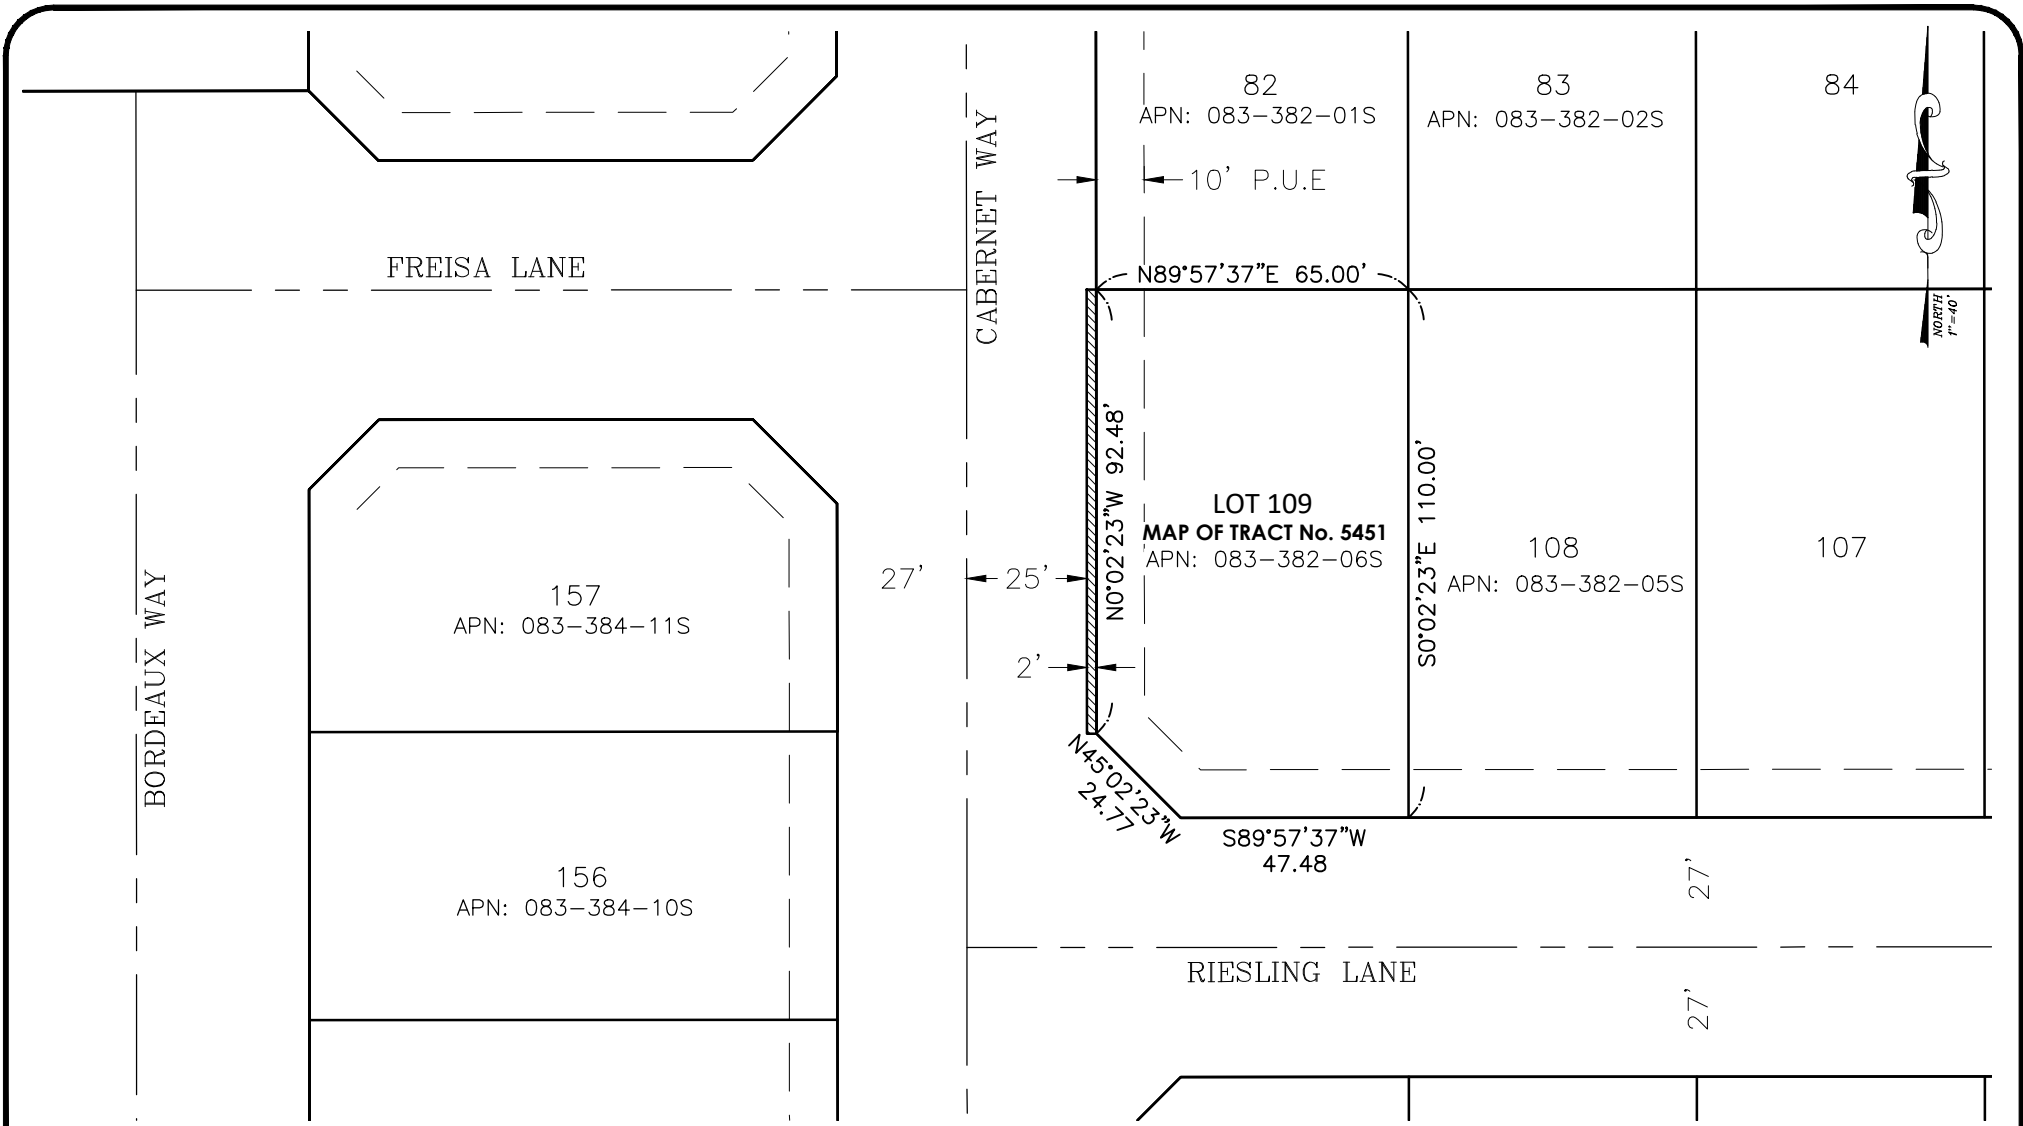 82
APN: 083-382-01S
83
APN: 083-382-02S
84
10' P.U.E
CABERNET WAY
FREISA LANE
N89°57'37"E 65.00'
NORTH
1"=40'
N0°02'23"W 92.48'
S0°02'23"E 110.00'
LOT 109
MAP OF TRACT No. 5451
APN: 083-382-06S
108
APN: 083-382-05S
107
27'
25'
2'
157
APN: 083-384-11S
BORDEAUX WAY
N45°02'23"W
24.77
S89°57'37"W
47.48
156
APN: 083-384-10S
27'
RIESLING LANE
27'